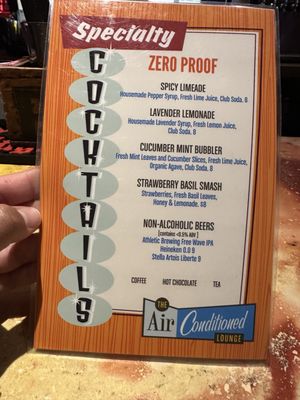 Specialty
COCKTAILS
ZERO PROOF
SPICY LIMEADE
Housemade Pepper Syrup, Fresh Lime Juice, Club Soda. 8
LAVENDER LEMONADE
Housemade Lavender Syrup, Fresh Lemon Juice,
Club Soda. 8
CUCUMBER MINT BUBBLER
Fresh Mint Leaves and Cucumber Slices, Fresh Lime Juice,
Organic Agave, Club Soda. 8
STRAWBERRY BASIL SMASH
Strawberries, Fresh Basil Leaves,
Honey & Lemonade. $8
NON-ALCOHOLIC BEERS
(contains <0.5% ABV)
Athletic Brewing Free Wave IPA
Heineken 0.0 9
Stella Artois Liberte 9
COFFEE HOT CHOCOLATE TEA
THE
Air Conditioned
LOUNGE